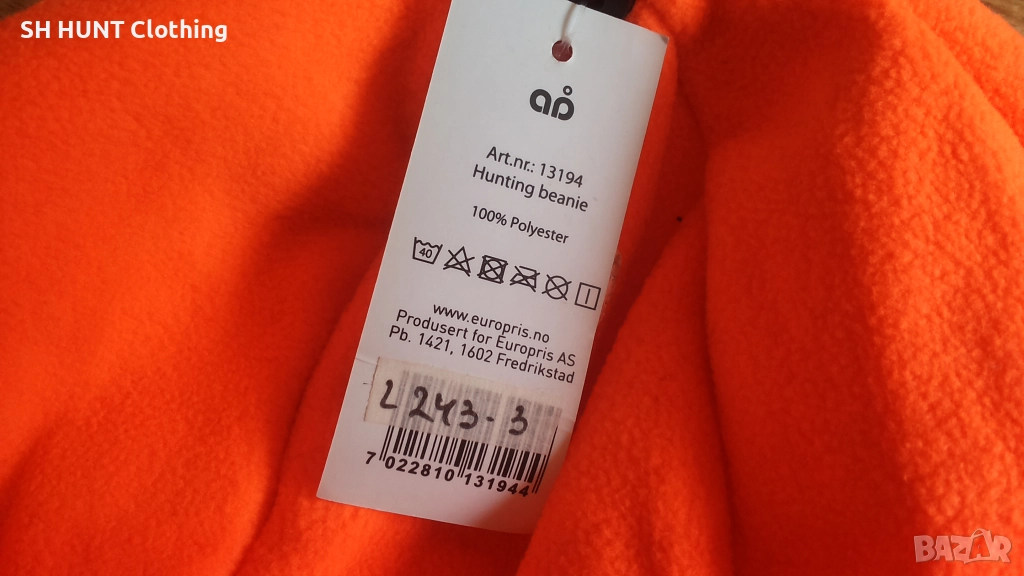 SH HUNT Clothing
Art.nr.: 13194
Hunting beanie
100% Polyester
40
www.europris.no
Produsert for Europris AS
Pb. 1421, 1602 Fredrikstad
L 243-3
7 022810 131944
BAZAR